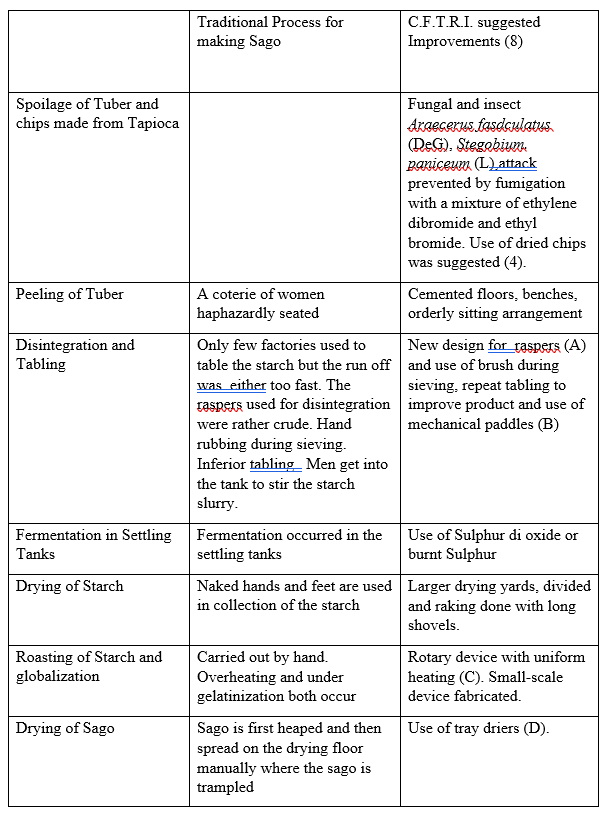 Traditional Process for
making Sago
C.F.T.R.I. suggested
Improvements (8)
Spoilage of Tuber and
chips made from Tapioca
Fungal and insect
Araecerus fasdculatus
(DeG), Stegobium
paniceum (L) attack
prevented by fumigation
with a mixture of ethylene
dibromide and ethyl
bromide. Use of dried chips
was suggested (4).
Peeling of Tuber
A coterie of women
haphazardly seated
Cemented floors, benches,
orderly sitting arrangement
Disintegration and
Tabling
Only few factories used to
table the starch but the run off
was either too fast. The
raspers used for disintegration
were rather crude. Hand
rubbing during sieving.
Inferior tabling. Men get into
the tank to stir the starch
slurry.
New design for raspers (A)
and use of brush during
sieving, repeat tabling to
improve product and use of
mechanical paddles (B)
Fermentation in Settling
Tanks
Fermentation occurred in the
settling tanks
Use of Sulphur di oxide or
burnt Sulphur
Drying of Starch
Naked hands and feet are used
in collection of the starch
Larger drying yards, divided
and raking done with long
shovels.
Roasting of Starch and
globalization
Carried out by hand.
Overheating and under
gelatinization both occur
Rotary device with uniform
heating (C). Small-scale
device fabricated.
Drying of Sago
Sago is first heaped and then
spread on the drying floor
manually where the sago is
trampled
Use of tray driers (D).